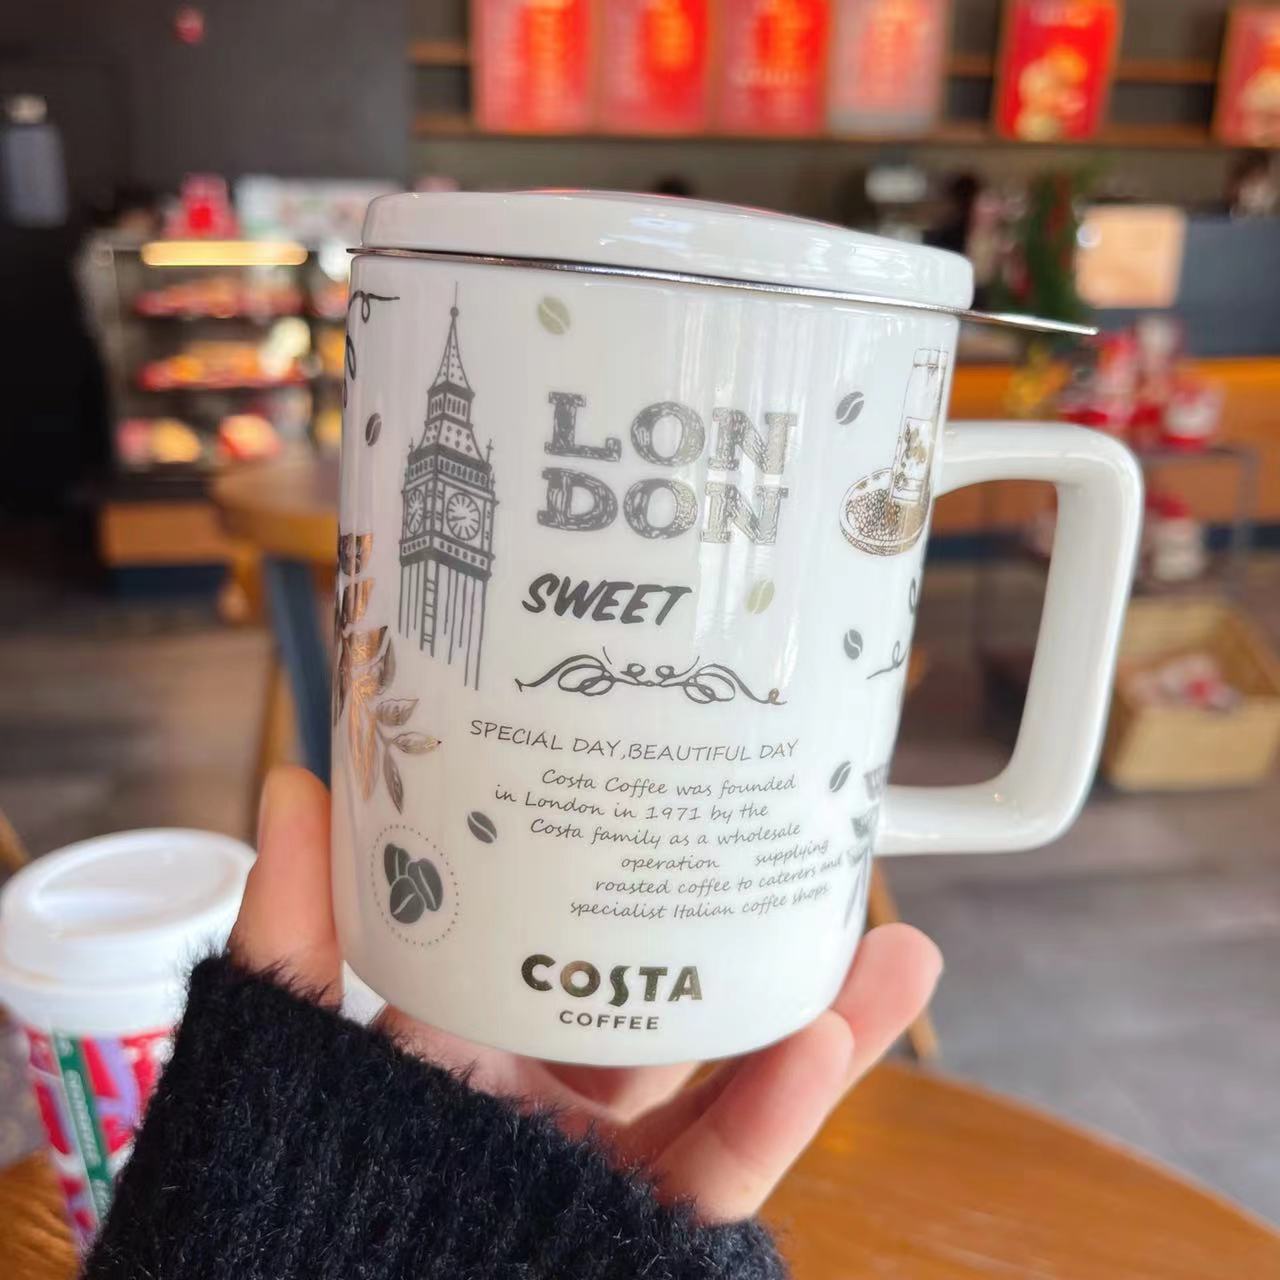 LON
DON
SWEET
SPECIAL DAY,BEAUTIFUL DAY
Costa Coffee was founded
in London in 1971 by the
Costa family as a wholesale
operation supplying
roasted coffee to caterers and
specialist Italian coffee shops.
COSTA
COFFEE